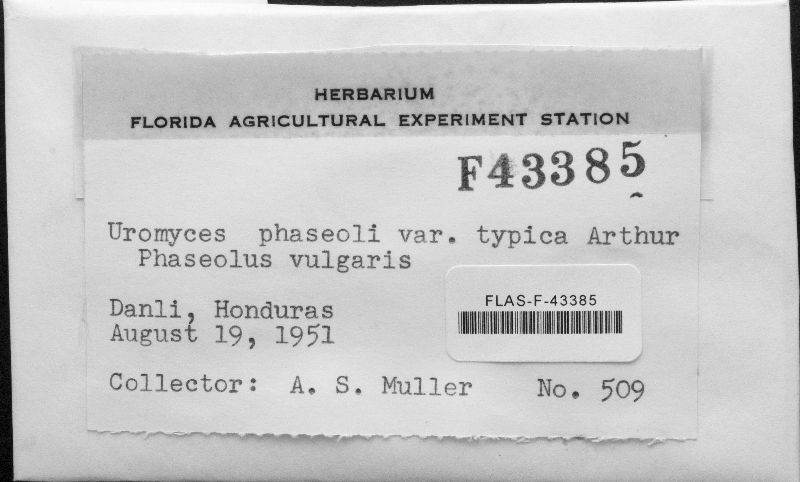 HERBARIUM
FLORIDA AGRICULTURAL EXPERIMENT STATION
F43385
Uromyces phaseoli var. typica Arthur
Phaseolus vulgaris
FLAS-F-43385
Danli, Honduras
August 19, 1951
Collector: A. S. Muller No. 509